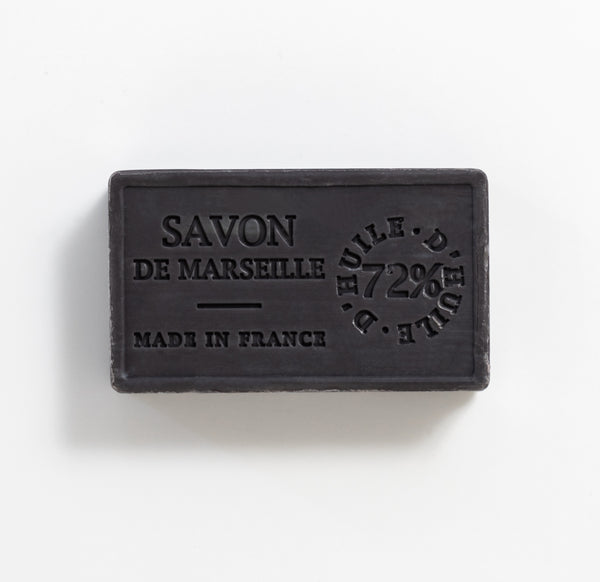 SAVON
DE MARSEILLE
MADE IN FRANCE
D'HUILE · D'HUILE ·
72%